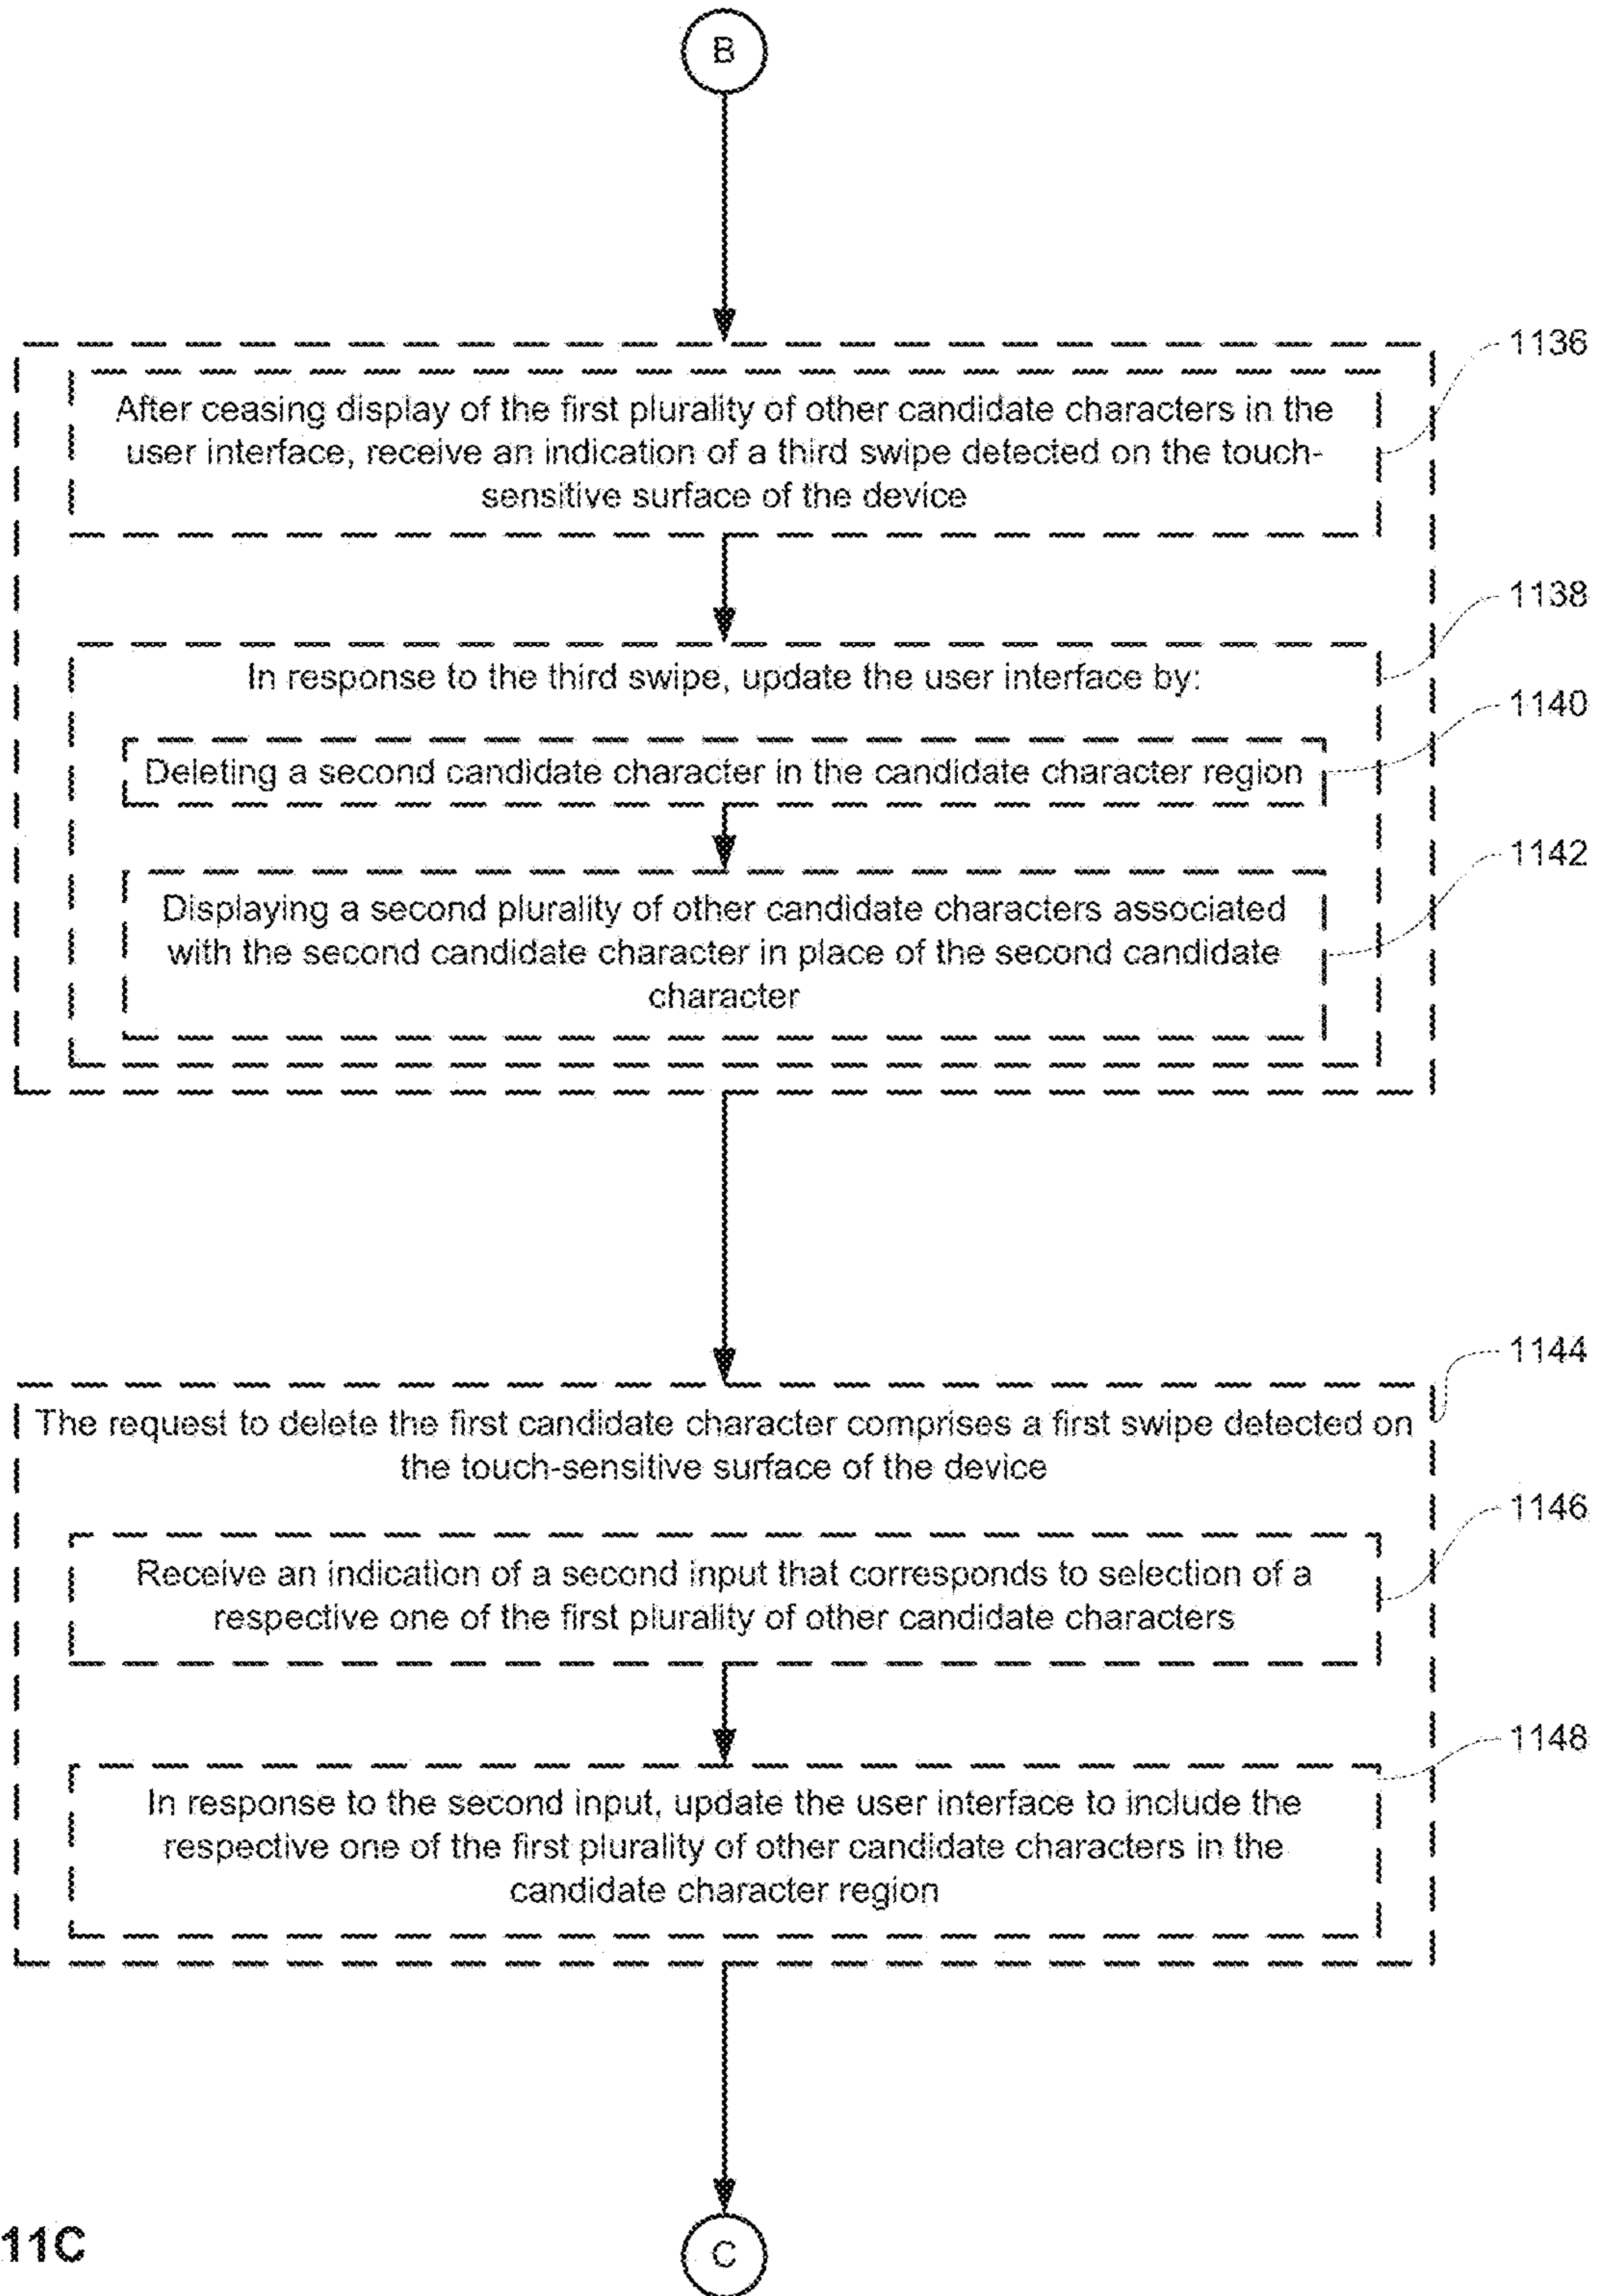 B
1136
After ceasing display of the first plurality of other candidate characters in the
user interface, receive an indication of a third swipe detected on the touch-
sensitive surface of the device
1138
In response to the third swipe, update the user interface by:
1140
Deleting a second candidate character in the candidate character region
1142
Displaying a second plurality of other candidate characters associated
with the second candidate character in place of the second candidate
character
1144
The request to delete the first candidate character comprises a first swipe detected on
the touch-sensitive surface of the device
1146
Receive an indication of a second input that corresponds to selection of a
respective one of the first plurality of other candidate characters
1148
In response to the second input, update the user interface to include the
respective one of the first plurality of other candidate characters in the
candidate character region
11C
C